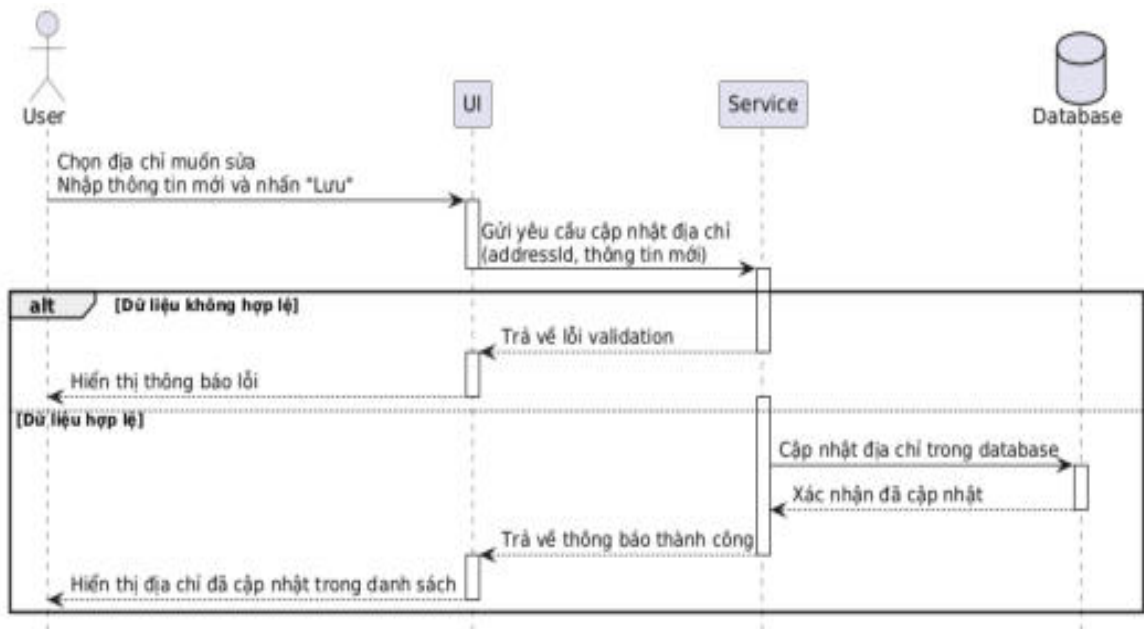 User
UI
Service
Database
Chọn địa chỉ muốn sửa
Nhập thông tin mới và nhấn "Lưu"
Gửi yêu cầu cập nhật địa chỉ
(addressId, thông tin mới)
alt [Dữ liệu không hợp lệ]
Trả về lỗi validation
Hiển thị thông báo lỗi
[Dữ liệu hợp lệ]
Cập nhật địa chỉ trong database
Xác nhận đã cập nhật
Trả về thông báo thành công
Hiển thị địa chỉ đã cập nhật trong danh sách